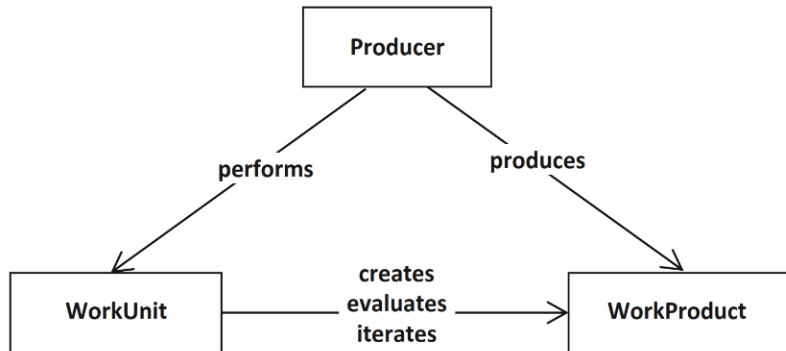 Producer
performs
produces
WorkUnit
creates
evaluates
iterates
WorkProduct